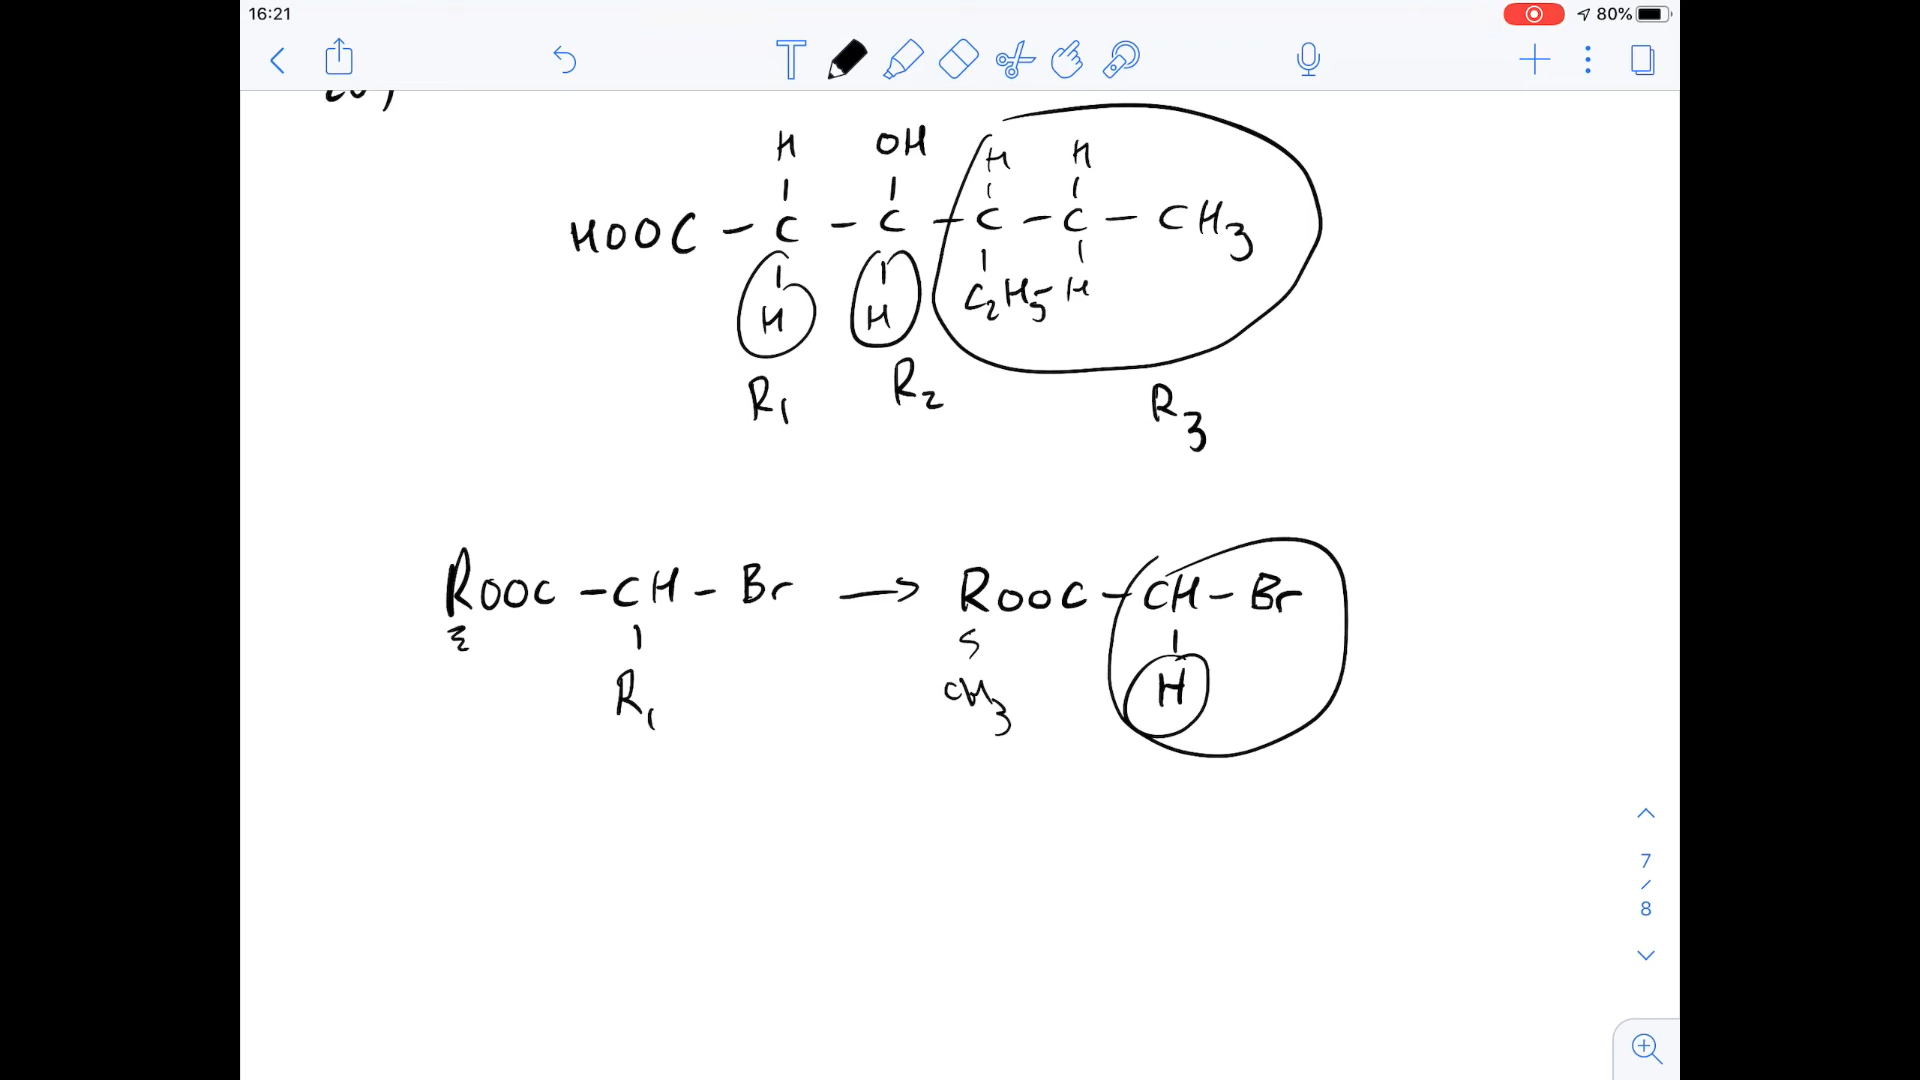 16:21
80%
T
H OH H H
HOOC - C - C - C - C - CH3
H H C2H5 H
R1 R2 R3
ROOC - CH - Br → ROOC - CH - Br
R1 CH3 H
7
/
8